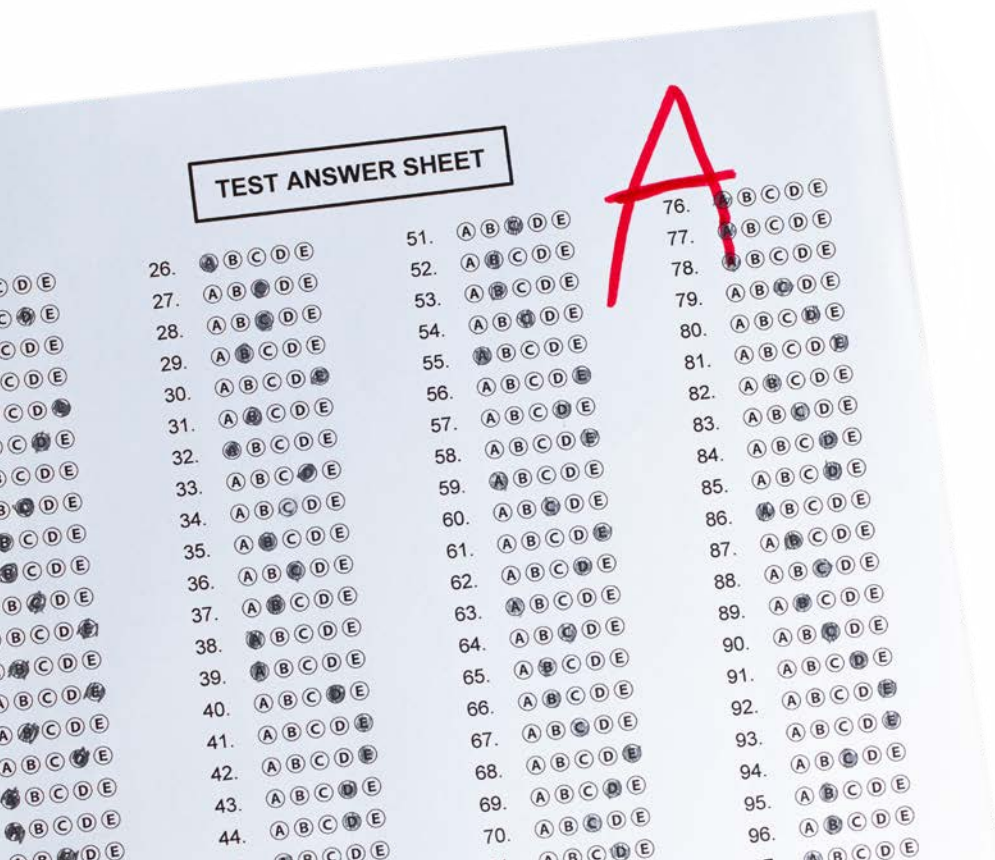 TEST ANSWER SHEET
A
C D E
C D E
C D E
C D E
C D
C D E
C D E
B C D E
B C D E
B C D E
B C D E
B C D E
B C D E
A B C D E
A B C D E
A B C D E
A B C D E
A B C D E
D E
26. A B C D E
27. A B C D E
28. A B C D E
29. A B C D E
30. A B C D E
31. A B C D E
32. A B C D E
33. A B C D E
34. A B C D E
35. A B C D E
36. A B C D E
37. A B C D E
38. A B C D E
39. A B C D E
40. A B C D E
41. A B C D E
42. A B C D E
43. A B C D E
44. A B C D E
B C D E
51. A B C D E
52. A B C D E
53. A B C D E
54. A B C D E
55. A B C D E
56. A B C D E
57. A B C D E
58. A B C D E
59. A B C D E
60. A B C D E
61. A B C D E
62. A B C D E
63. A B C D E
64. A B C D E
65. A B C D E
66. A B C D E
67. A B C D E
68. A B C D E
69. A B C D E
70. A B C D E
A B C D E
76. A B C D E
77. A B C D E
78. A B C D E
79. A B C D E
80. A B C D E
81. A B C D E
82. A B C D E
83. A B C D E
84. A B C D E
85. A B C D E
86. A B C D E
87. A B C D E
88. A B C D E
89. A B C D E
90. A B C D E
91. A B C D E
92. A B C D E
93. A B C D E
94. A B C D E
95. A B C D E
96. A B C D E
B C D E